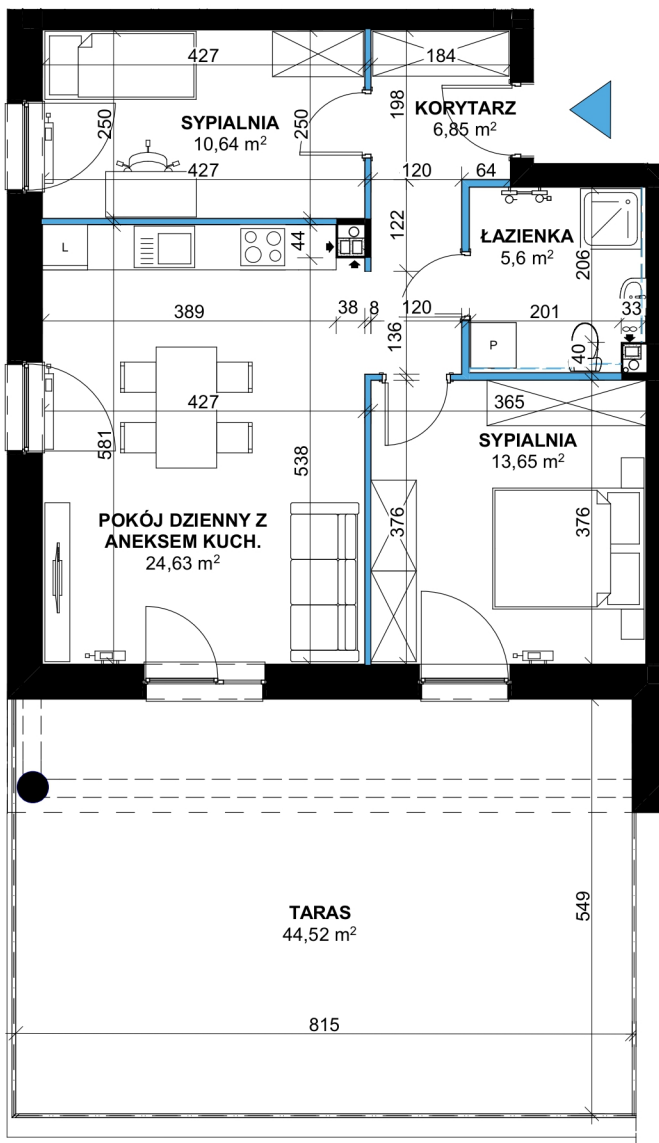 427
184
198
KORYTARZ
6,85 m²
250
SYPIALNIA
10,64 m²
250
427
120
64
44
L
122
ŁAZIENKA
5,6 m²
206
389
38
8
120
201
33
136
P
40
427
365
581
538
SYPIALNIA
13,65 m²
POKÓJ DZIENNY Z
ANEKSEM KUCH.
24,63 m²
376
376
TARAS
44,52 m²
549
815